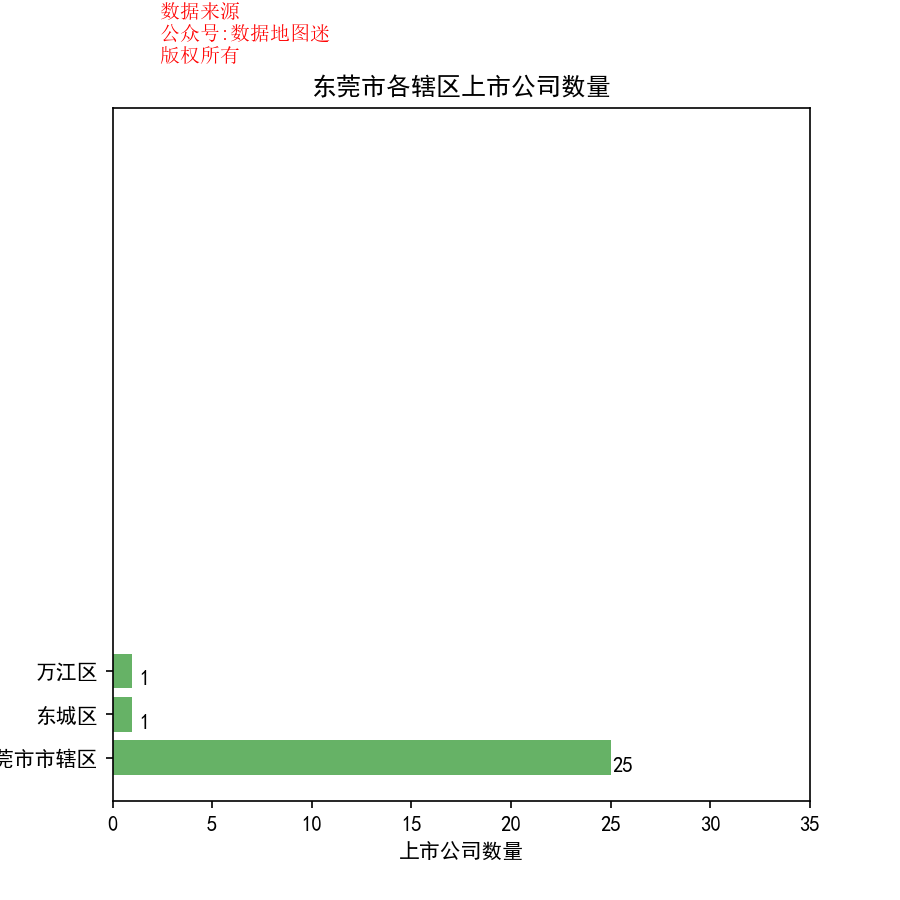 数据来源
公众号:数据地图迷
版权所有
东莞市各辖区上市公司数量
万江区
1
东城区
1
莞市市辖区
25
0 5 10 15 20 25 30 35
上市公司数量